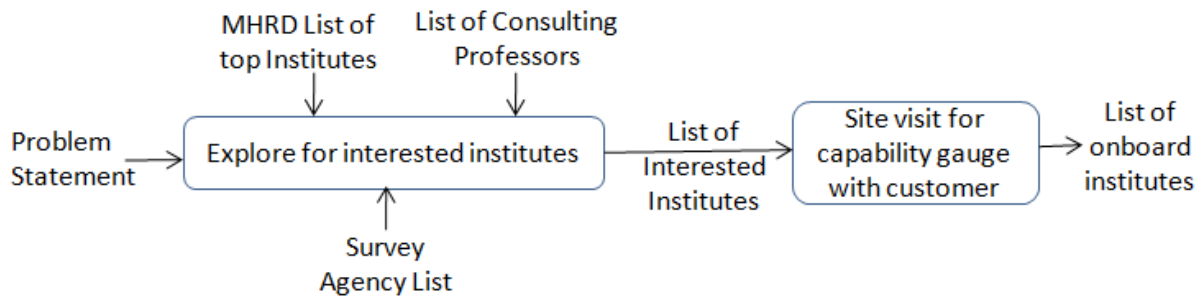 MHRD List of
top Institutes
List of Consulting
Professors
Problem
Statement
Explore for interested institutes
Survey
Agency List
List of
Interested
Institutes
Site visit for
capability gauge
with customer
List of
onboard
institutes